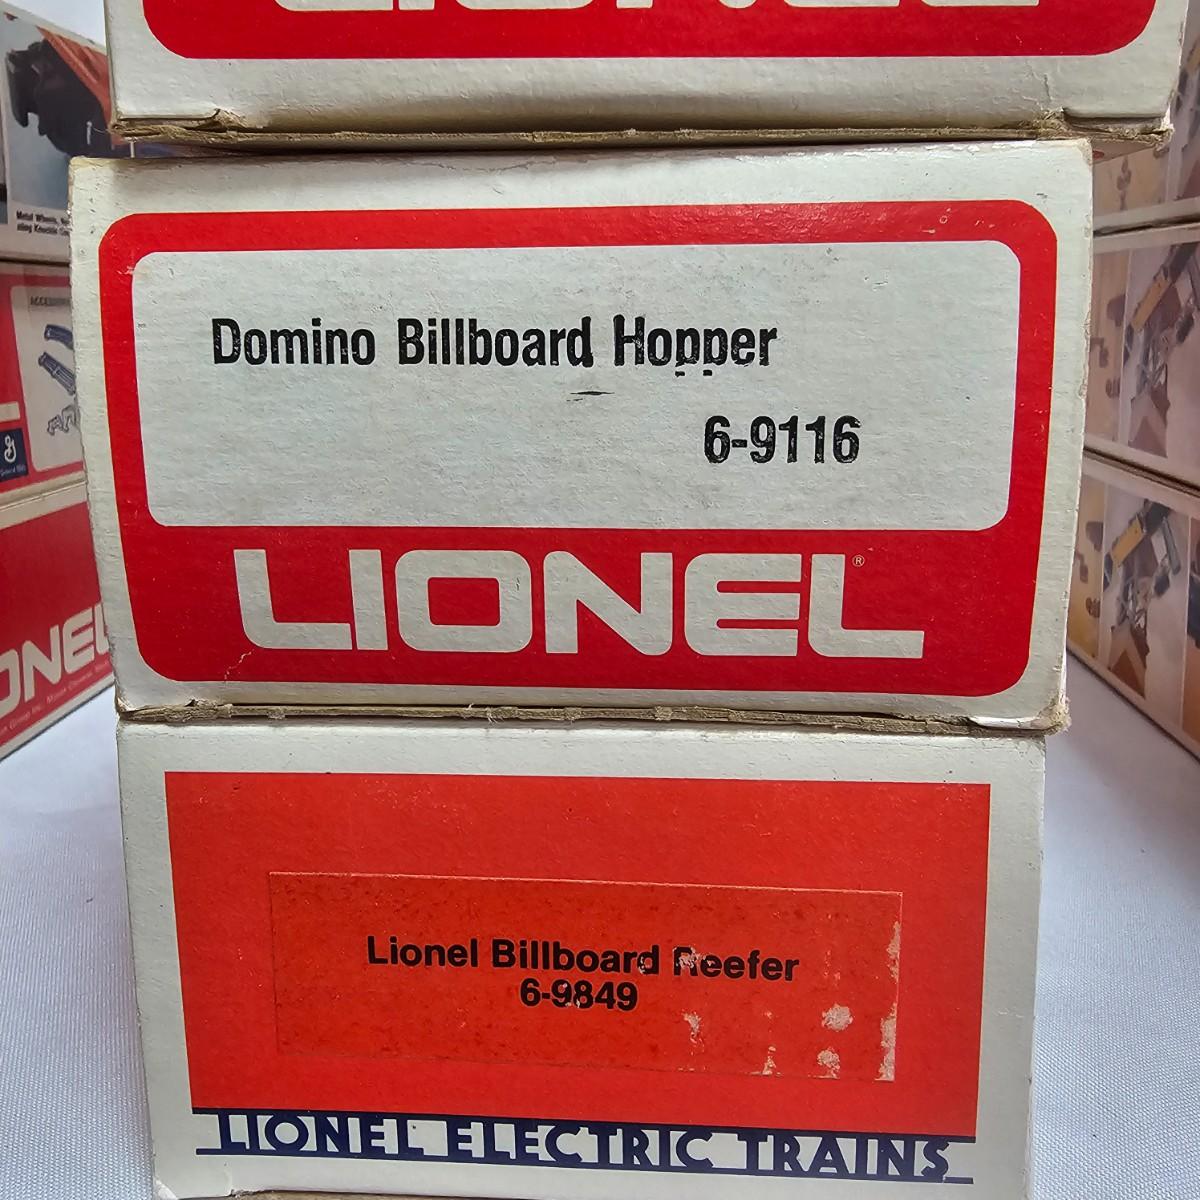 LIONEL
Domino Billboard Hopper
6-9116
LIONEL®
Lionel Billboard Reefer
6-9849
LIONEL ELECTRIC TRAINS